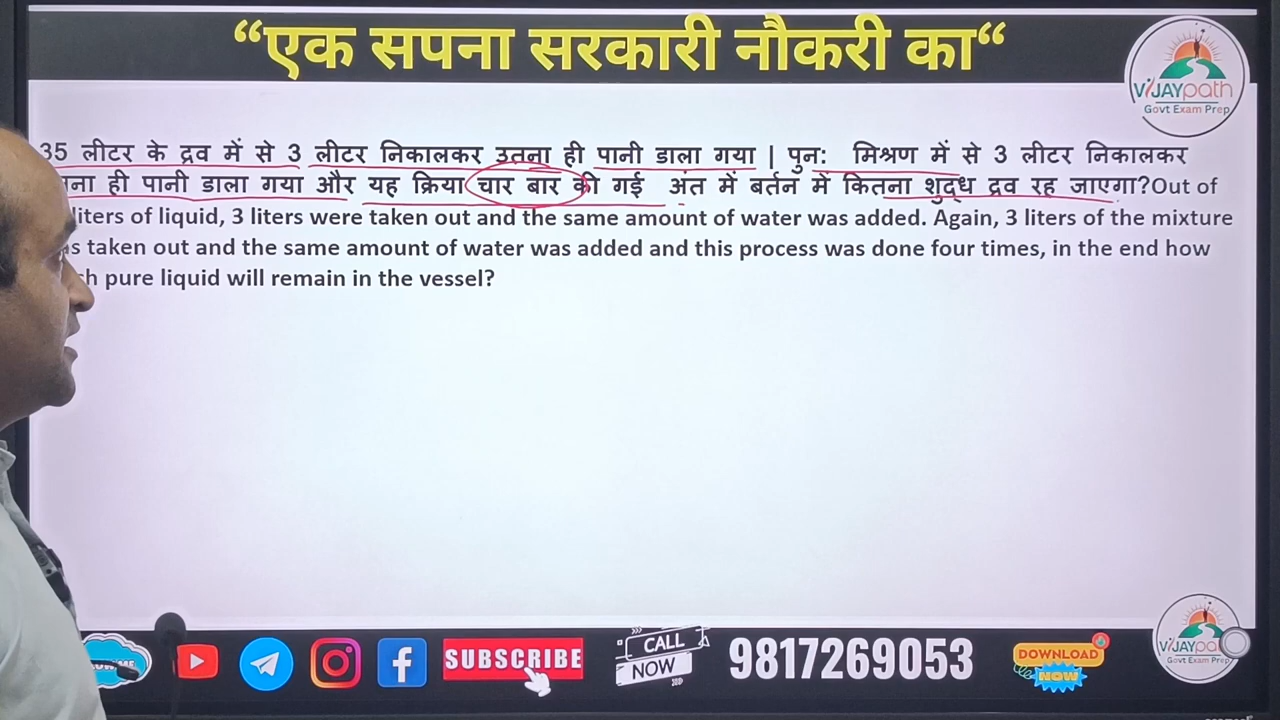 “एक सपना सरकारी नौकरी का“
VIJAYpath
Govt Exam Prep
35 लीटर के द्रव में से 3 लीटर निकालकर उतना ही पानी डाला गया | पुनः मिश्रण में से 3 लीटर निकालकर
ही पानी डाला गया और यह क्रिया चार बार की गई अंत में बर्तन में कितना शुद्ध द्रव रह जाएगा?Out of
liters of liquid, 3 liters were taken out and the same amount of water was added. Again, 3 liters of the mixture
taken out and the same amount of water was added and this process was done four times, in the end how
pure liquid will remain in the vessel?
SUBSCRIBE
CALL
NOW
9817269053
DOWNLOAD
NOW
VIJAYpath
Govt Exam Prep